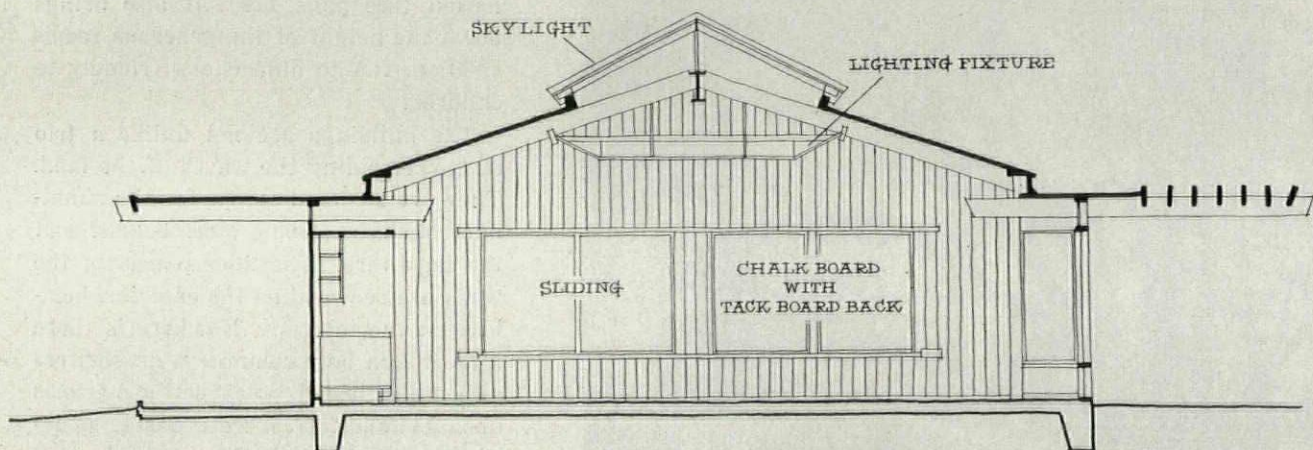 SKYLIGHT
LIGHTING FIXTURE
SLIDING
CHALK BOARD
WITH
TACK BOARD BACK